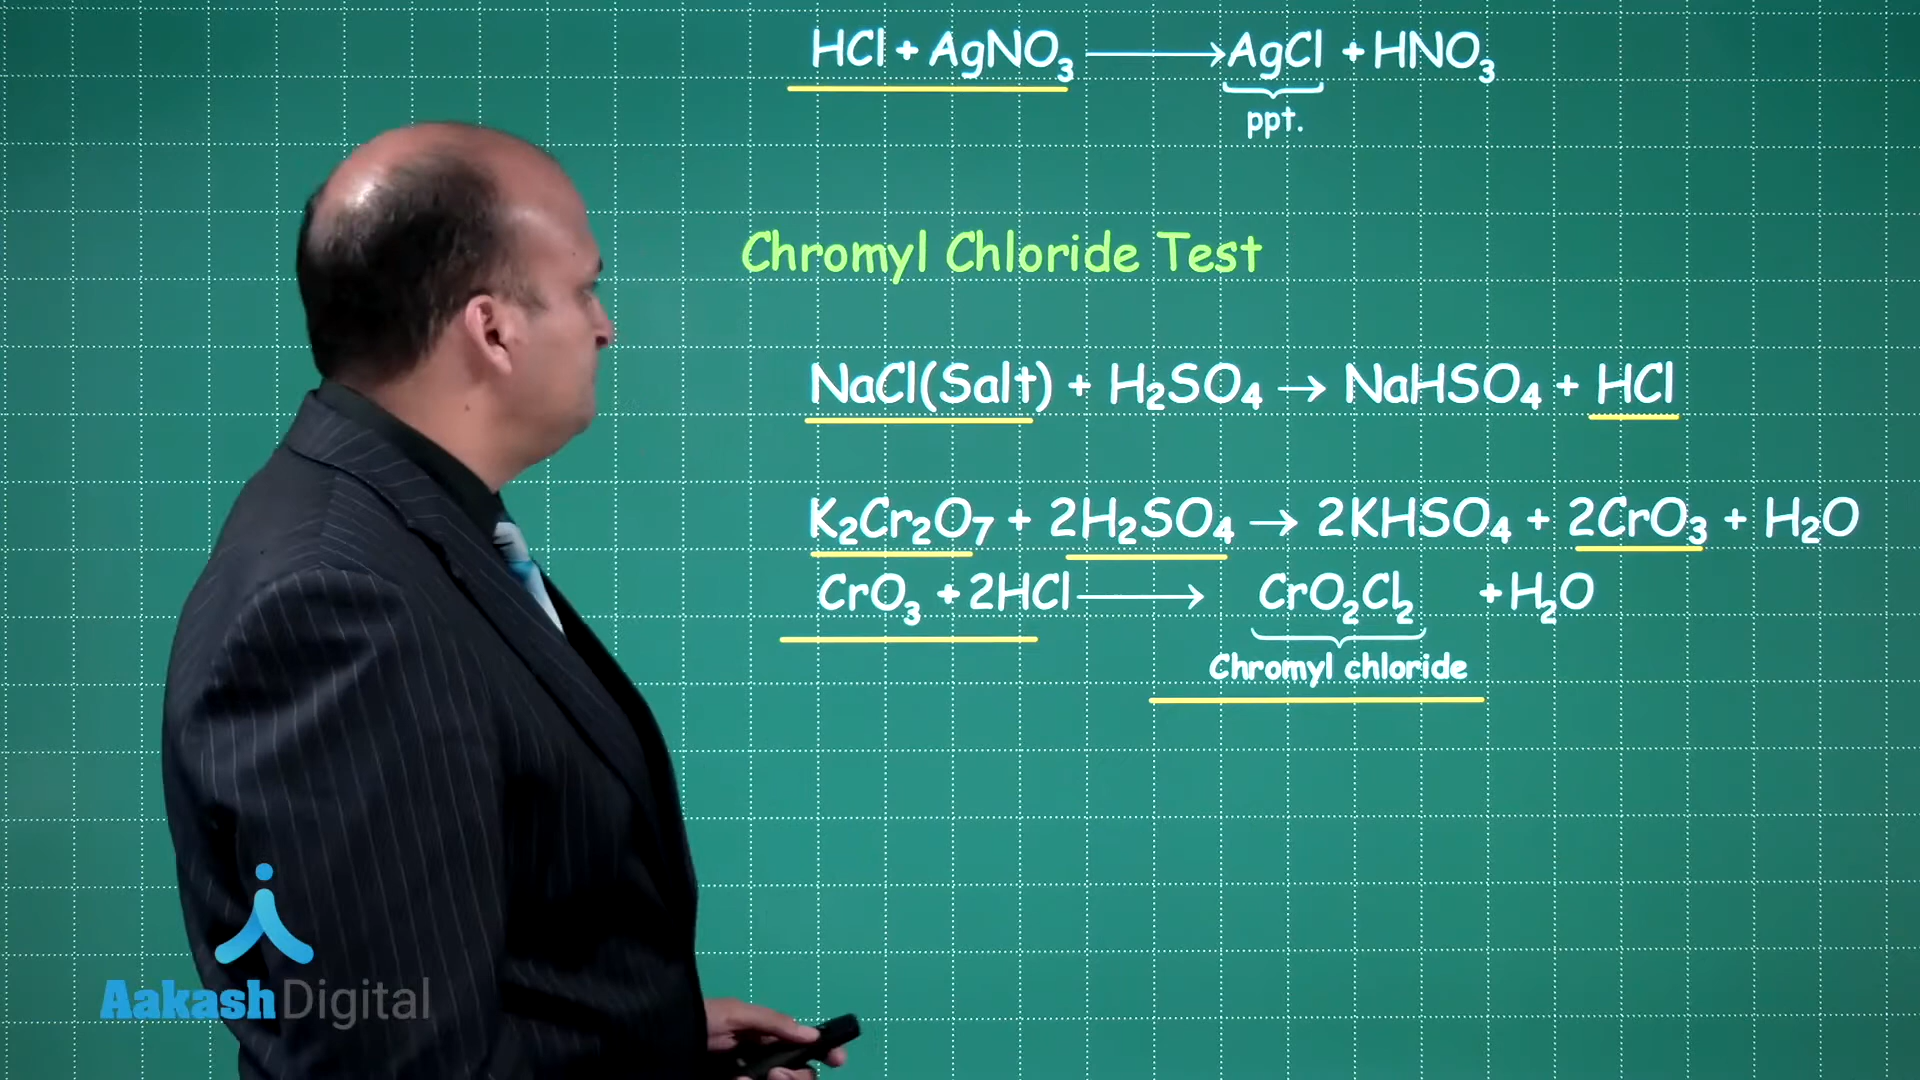 HCl + AgNO₃ ⟶ AgCl + HNO₃
ppt.
Chromyl Chloride Test
NaCl(Salt) + H₂SO₄ → NaHSO₄ + HCl
K₂Cr₂O₇ + 2H₂SO₄ → 2KHSO₄ + 2CrO₃ + H₂O
CrO₃ + 2HCl ⟶ CrO₂Cl₂ + H₂O
Chromyl chloride
Aakash Digital